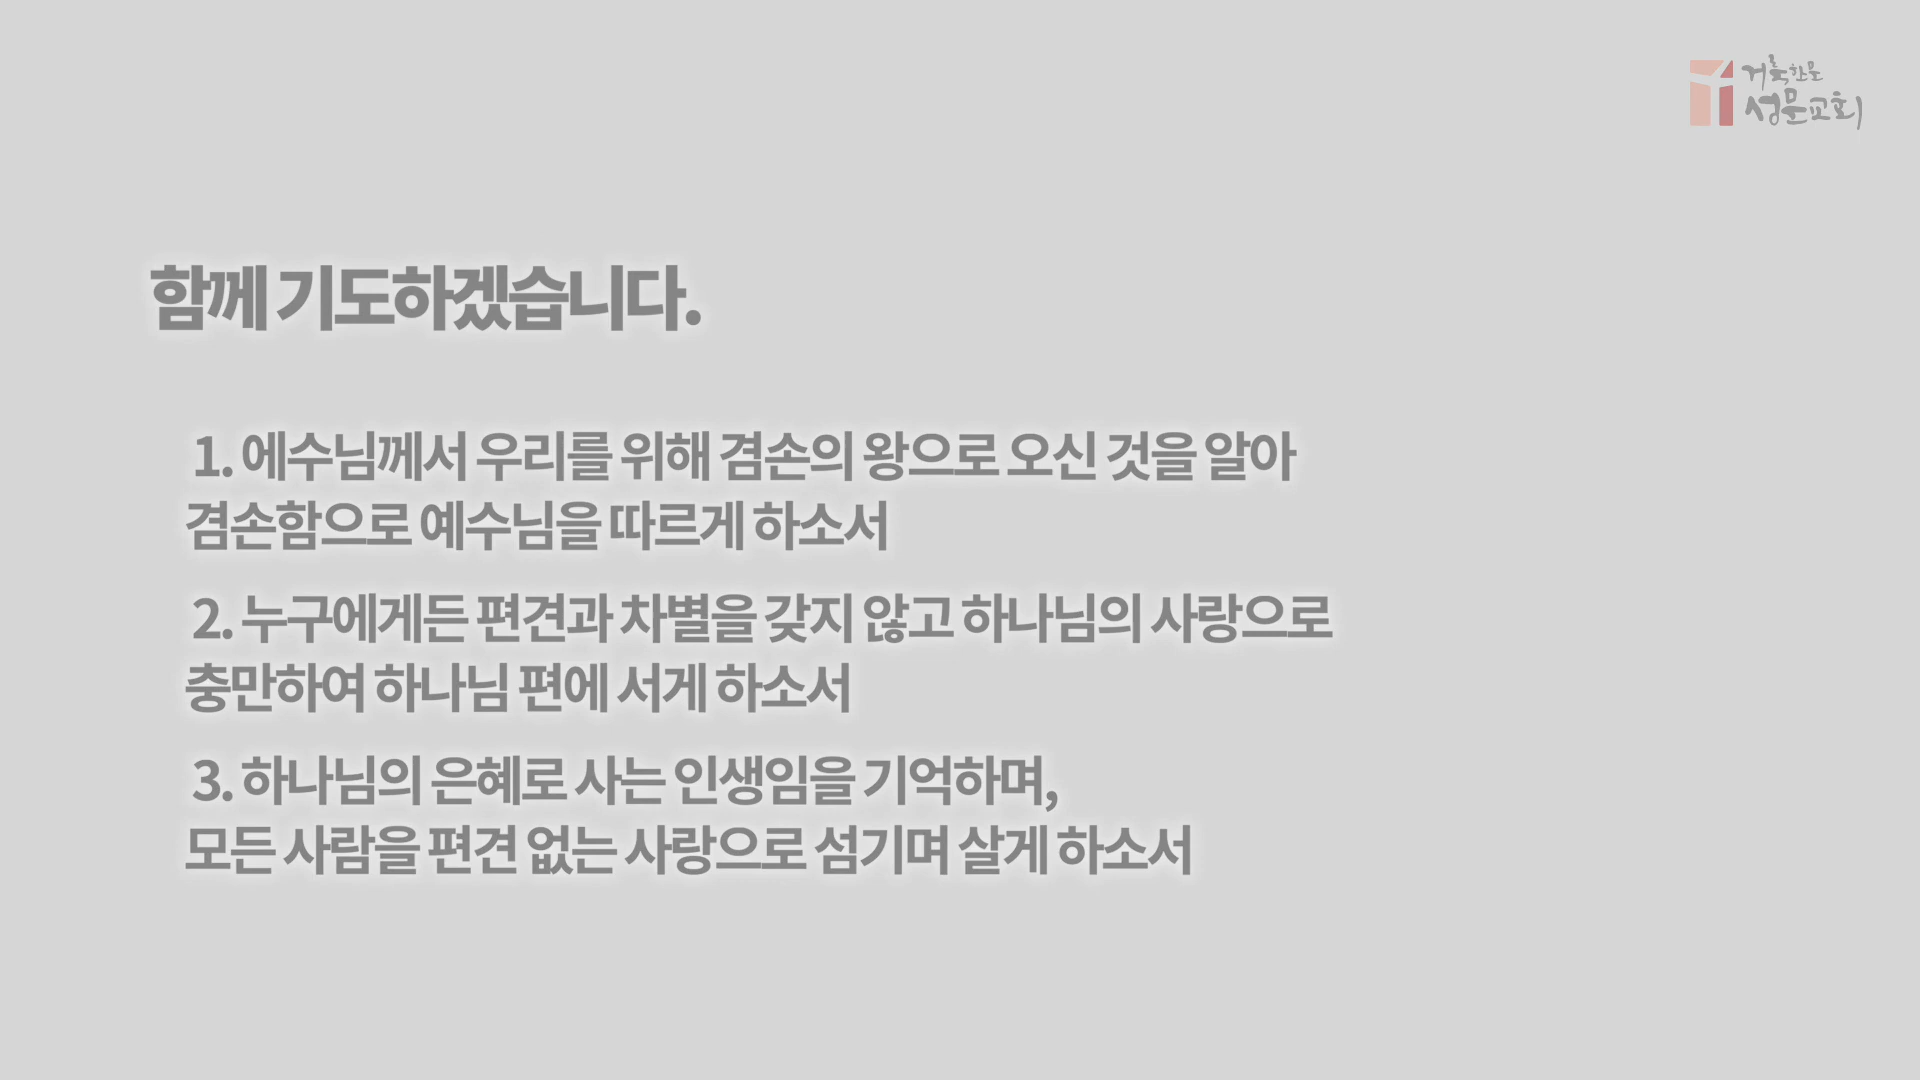 거룩한문
성문교회
함께 기도하겠습니다.
1. 에수님께서 우리를 위해 겸손의 왕으로 오신 것을 알아
겸손함으로 예수님을 따르게 하소서
2. 누구에게든 편견과 차별을 갖지 않고 하나님의 사랑으로
충만하여 하나님 편에 서게 하소서
3. 하나님의 은혜로 사는 인생임을 기억하며,
모든 사람을 편견 없는 사랑으로 섬기며 살게 하소서